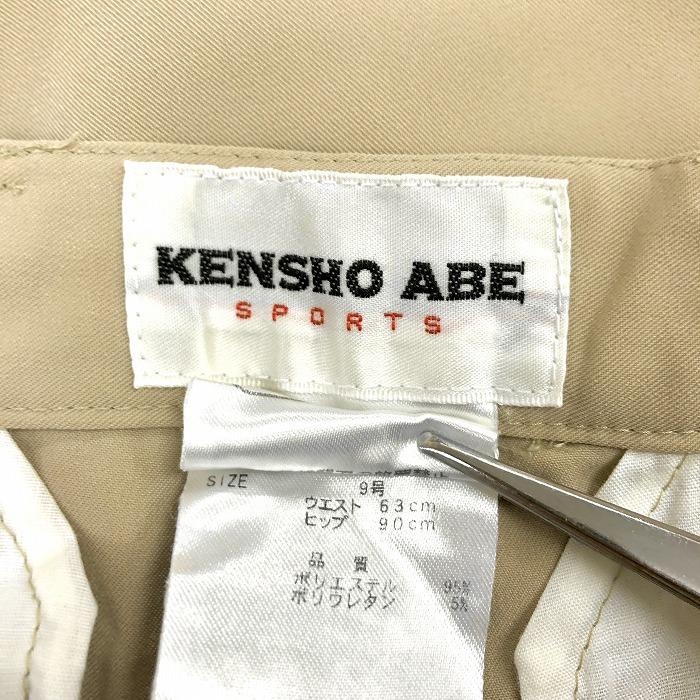 KENSHO ABE
SPORTS
SIZE 9号
ウエスト 63cm
ヒップ 90cm
品質
ポリエステル 95%
ポリウレタン 5%